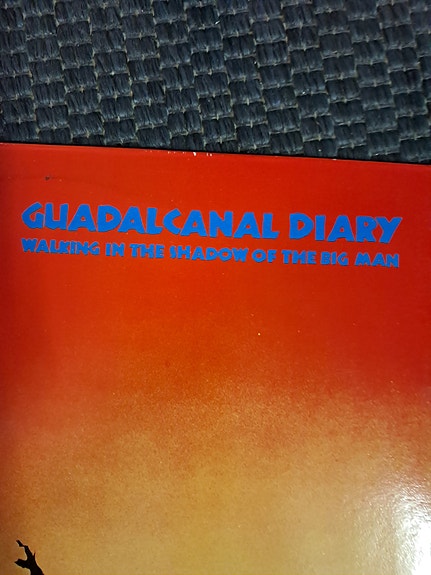 GUADALCANAL DIARY
WALKING IN THE SHADOW OF THE BIG MAN